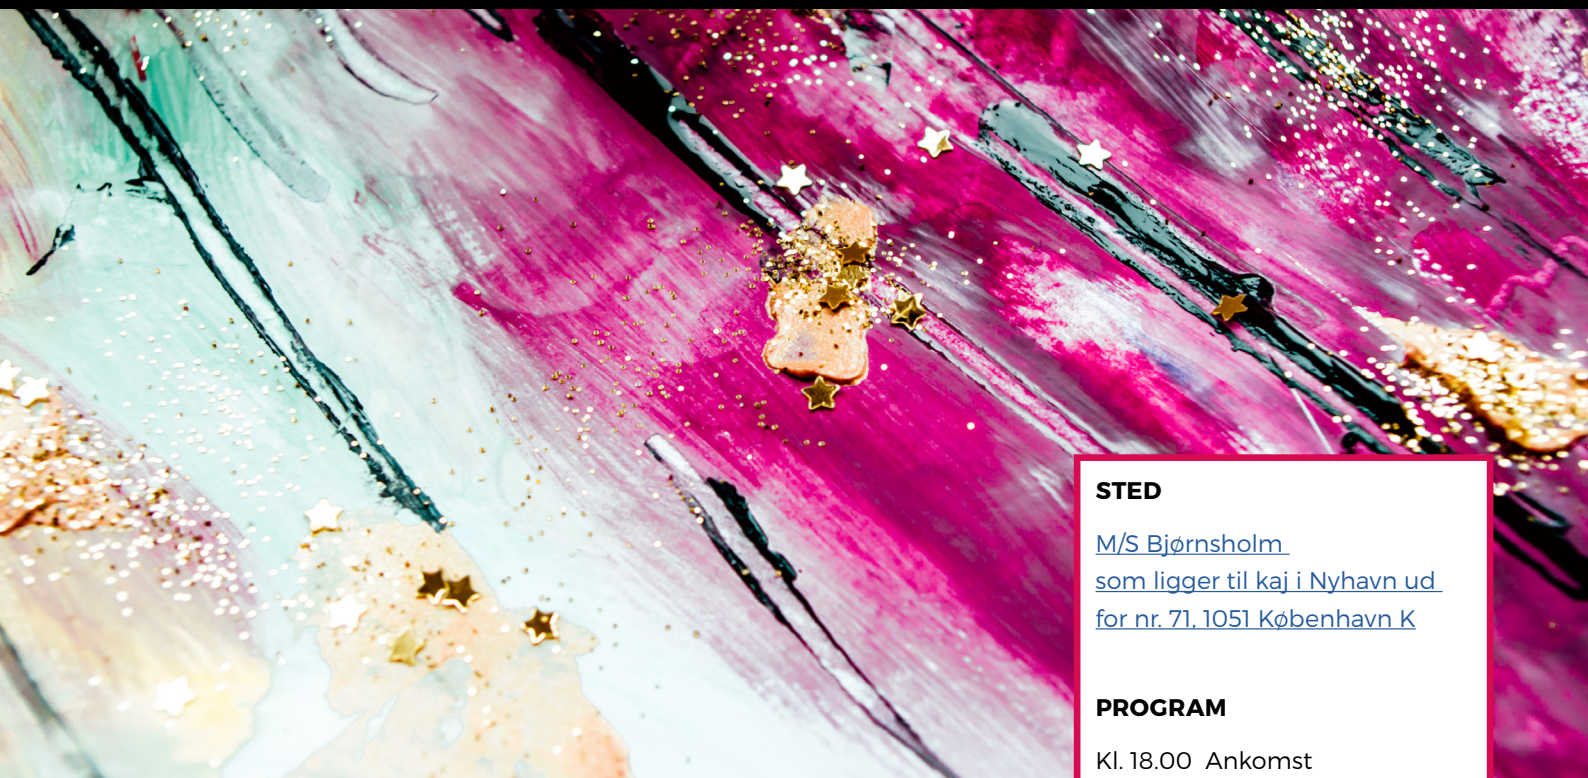 STED
M/S Bjørnsholm
som ligger til kaj i Nyhavn ud
for nr. 71, 1051 København K
PROGRAM
Kl. 18.00 Ankomst